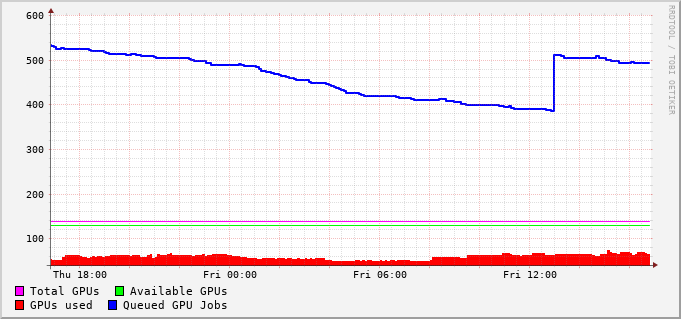 600
500
400
300
200
100
Thu 18:00 Fri 00:00 Fri 06:00 Fri 12:00
Total GPUs Available GPUs
GPUs used Queued GPU Jobs
RRDTOOL / TOBI OETIKER